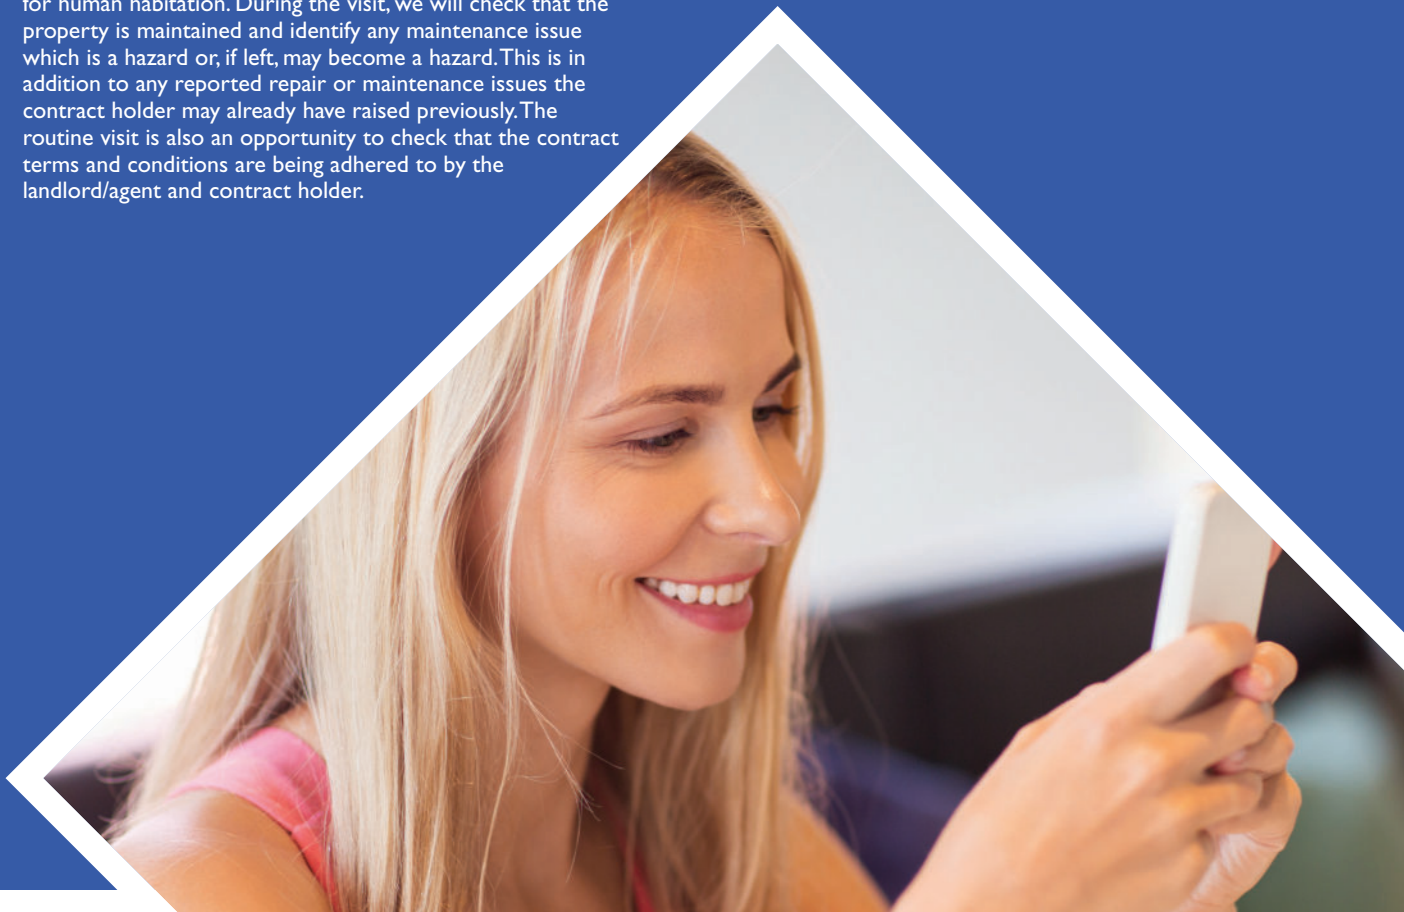 for human habitation. During the visit, we will check that the
property is maintained and identify any maintenance issue
which is a hazard or, if left, may become a hazard. This is in
addition to any reported repair or maintenance issues the
contract holder may already have raised previously. The
routine visit is also an opportunity to check that the contract
terms and conditions are being adhered to by the
landlord/agent and contract holder.